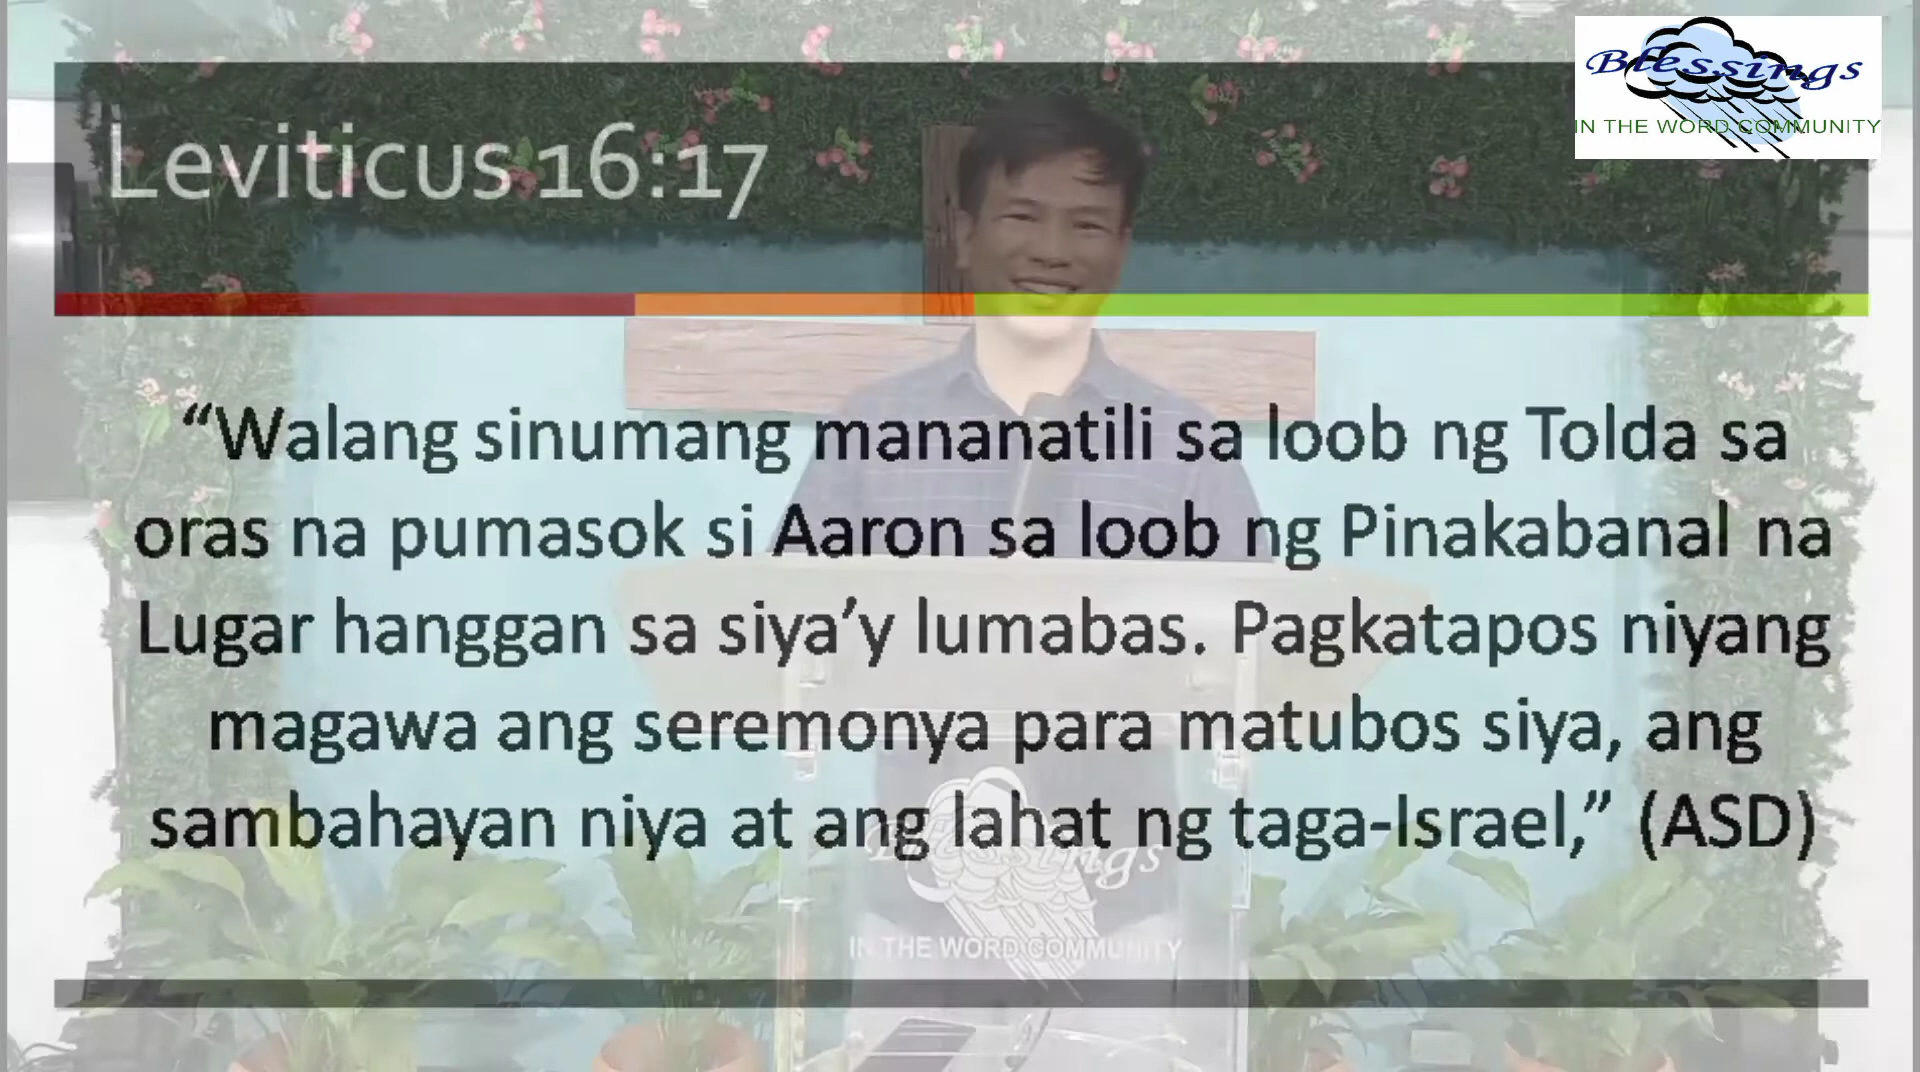 Blessings
IN THE WORD COMMUNITY
Leviticus 16:17
“Walang sinumang mananatili sa loob ng Tolda sa
oras na pumasok si Aaron sa loob ng Pinakabanal na
Lugar hanggan sa siya’y lumabas. Pagkatapos niyang
magawa ang seremonya para matubos siya, ang
sambahayan niya at ang lahat ng taga-Israel,” (ASD)
Blessings
IN THE WORD COMMUNITY